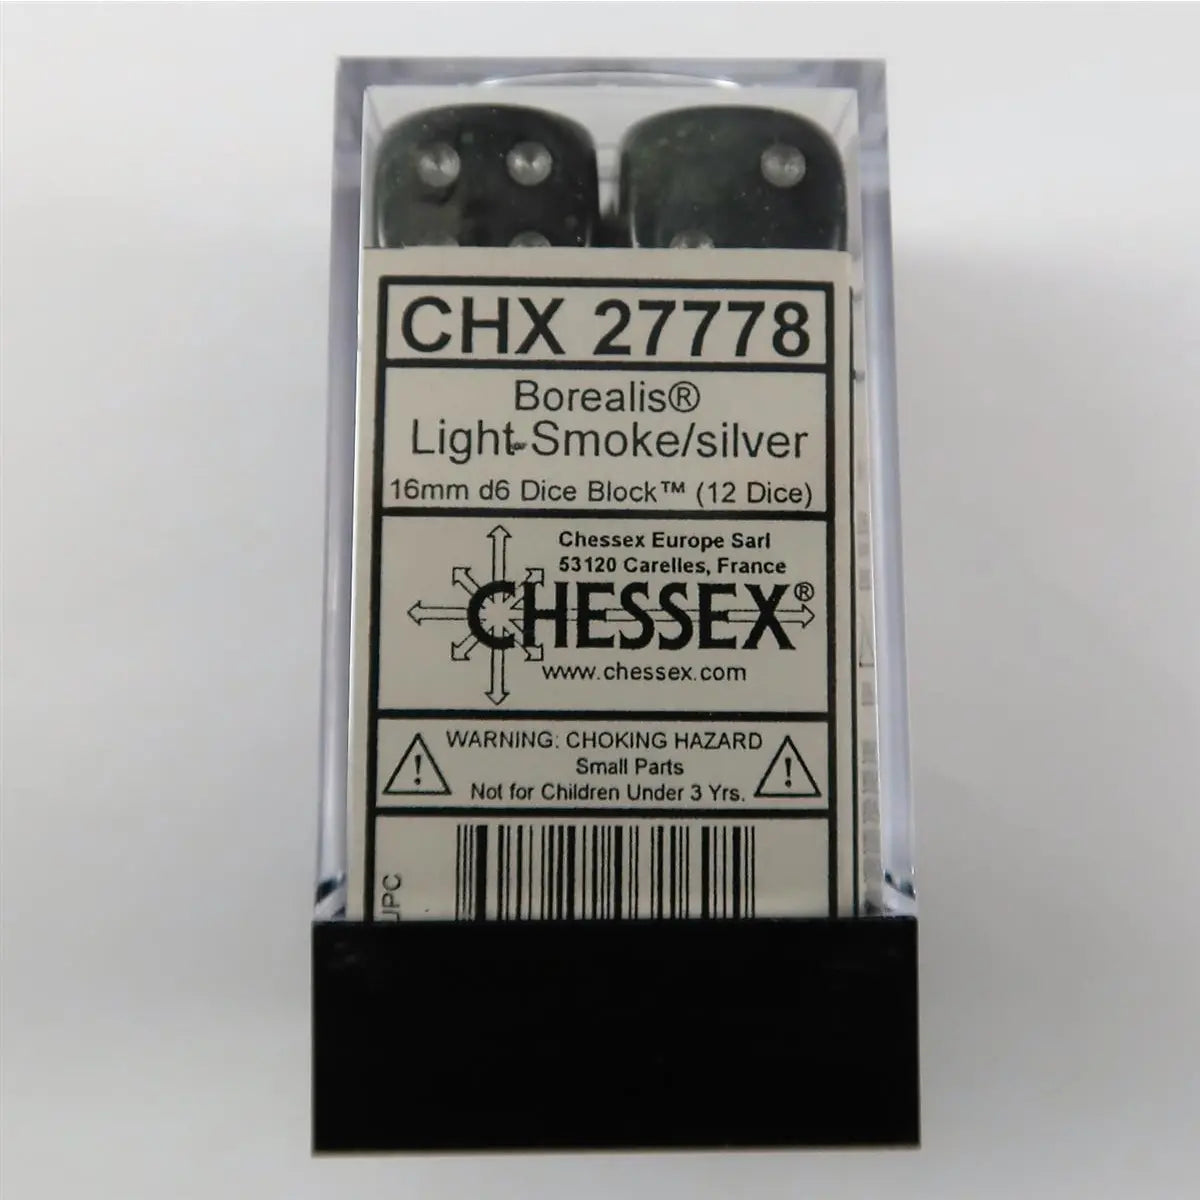 CHX 27778
Borealis®
Light Smoke/silver
16mm d6 Dice Block™ (12 Dice)
Chessex Europe Sarl
53120 Carelles, France
CHESSEX®
www.chessex.com
WARNING: CHOKING HAZARD
Small Parts
Not for Children Under 3 Yrs.
UPC